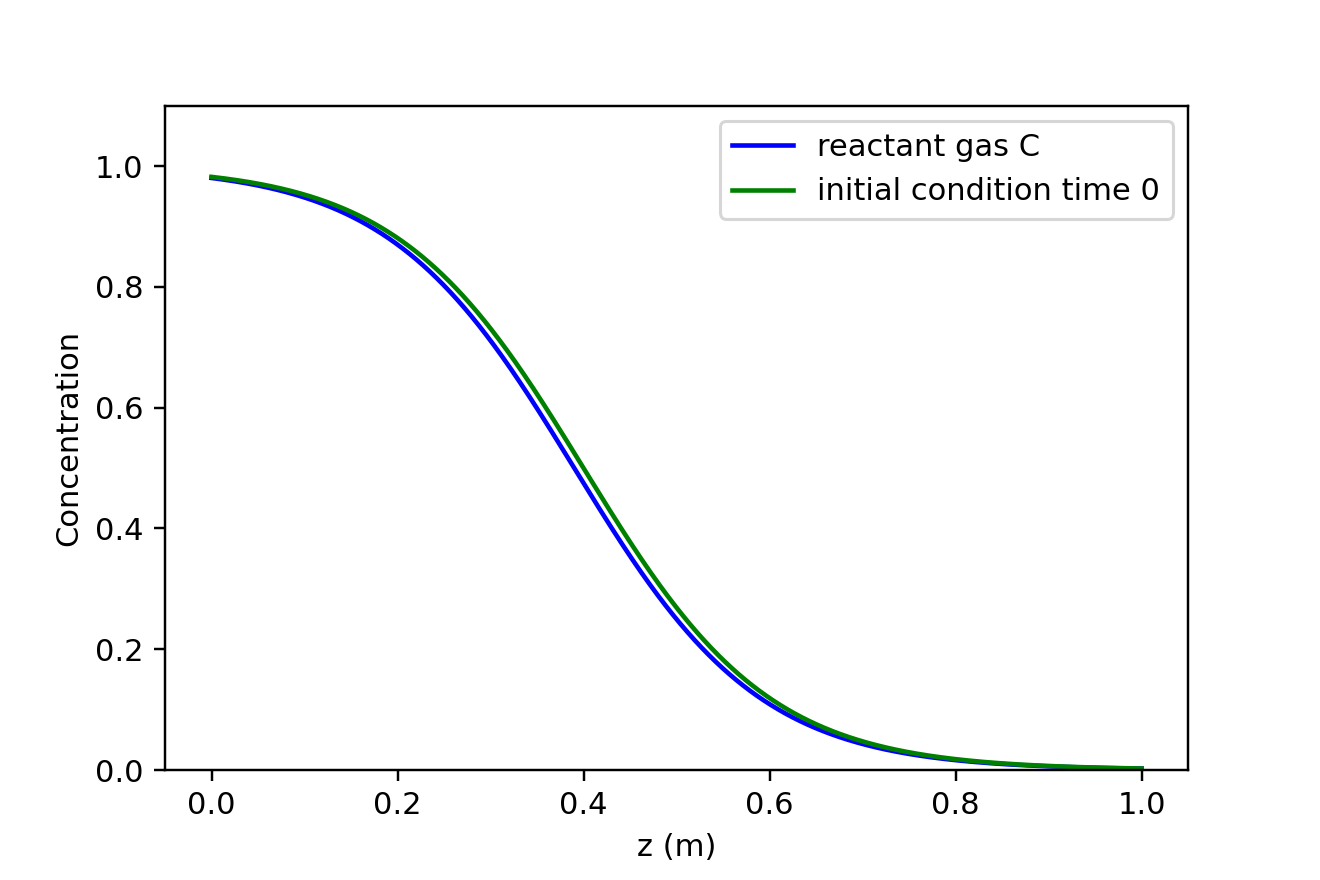 reactant gas C
initial condition time 0
1.0
0.8
0.6
0.4
0.2
0.0
Concentration
0.0 0.2 0.4 0.6 0.8 1.0
z (m)